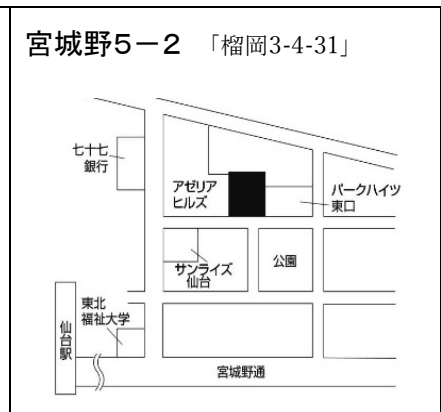 宮城野5－2 「榴岡3-4-31」
七十七
銀行
アゼリア
ヒルズ
パークハイツ
東口
サンライズ
仙台
公園
東北
福祉大学
仙台駅
宮城野通